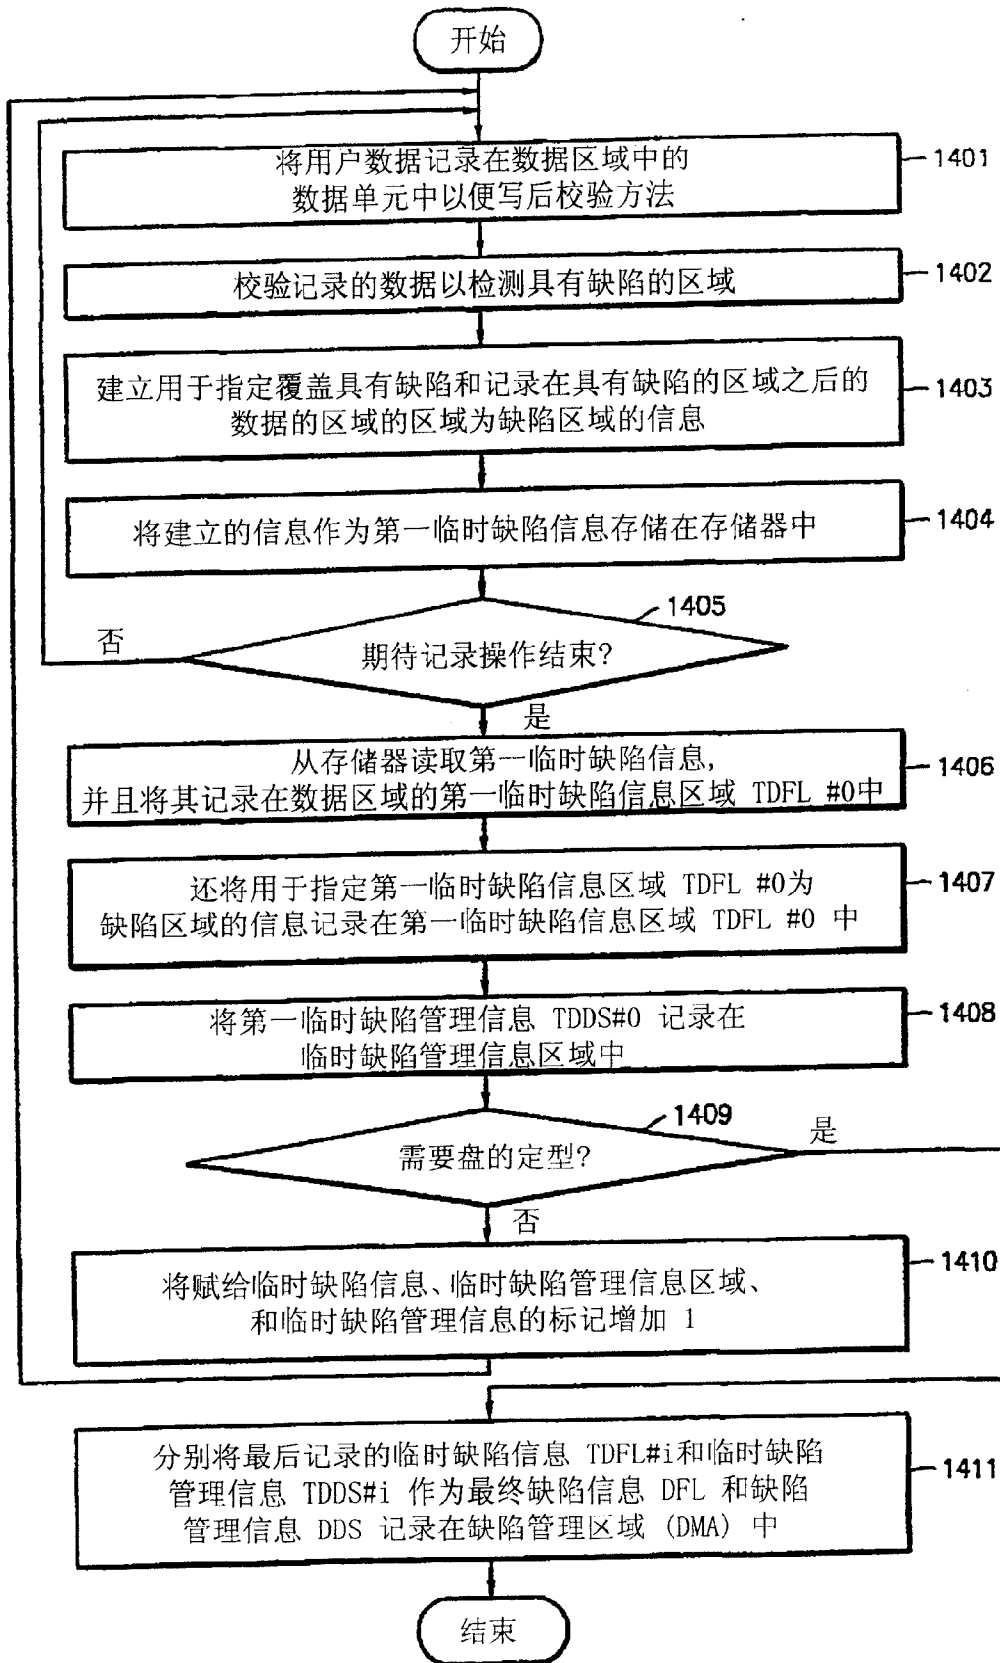 开始
将用户数据记录在数据区域中的
数据单元中以便写后校验方法
1401
校验记录的数据以检测具有缺陷的区域
1402
建立用于指定覆盖具有缺陷和记录在具有缺陷的区域之后的
数据的区域的区域为缺陷区域的信息
1403
将建立的信息作为第一临时缺陷信息存储在存储器中
1404
1405
否
期待记录操作结束?
是
从存储器读取第一临时缺陷信息,
并且将其记录在数据区域的第一临时缺陷信息区域 TDFL #0中
1406
还将用于指定第一临时缺陷信息区域 TDFL #0为
缺陷区域的信息记录在第一临时缺陷信息区域 TDFL #0 中
1407
将第一临时缺陷管理信息 TDDS#0 记录在
临时缺陷管理信息区域中
1408
1409
是
需要盘的定型?
否
将赋给临时缺陷信息、临时缺陷管理信息区域、
和临时缺陷管理信息的标记增加 1
1410
分别将最后记录的临时缺陷信息 TDFL#i和临时缺陷
管理信息 TDDS#i 作为最终缺陷信息 DFL 和缺陷
管理信息 DDS 记录在缺陷管理区域 (DMA) 中
1411
结束